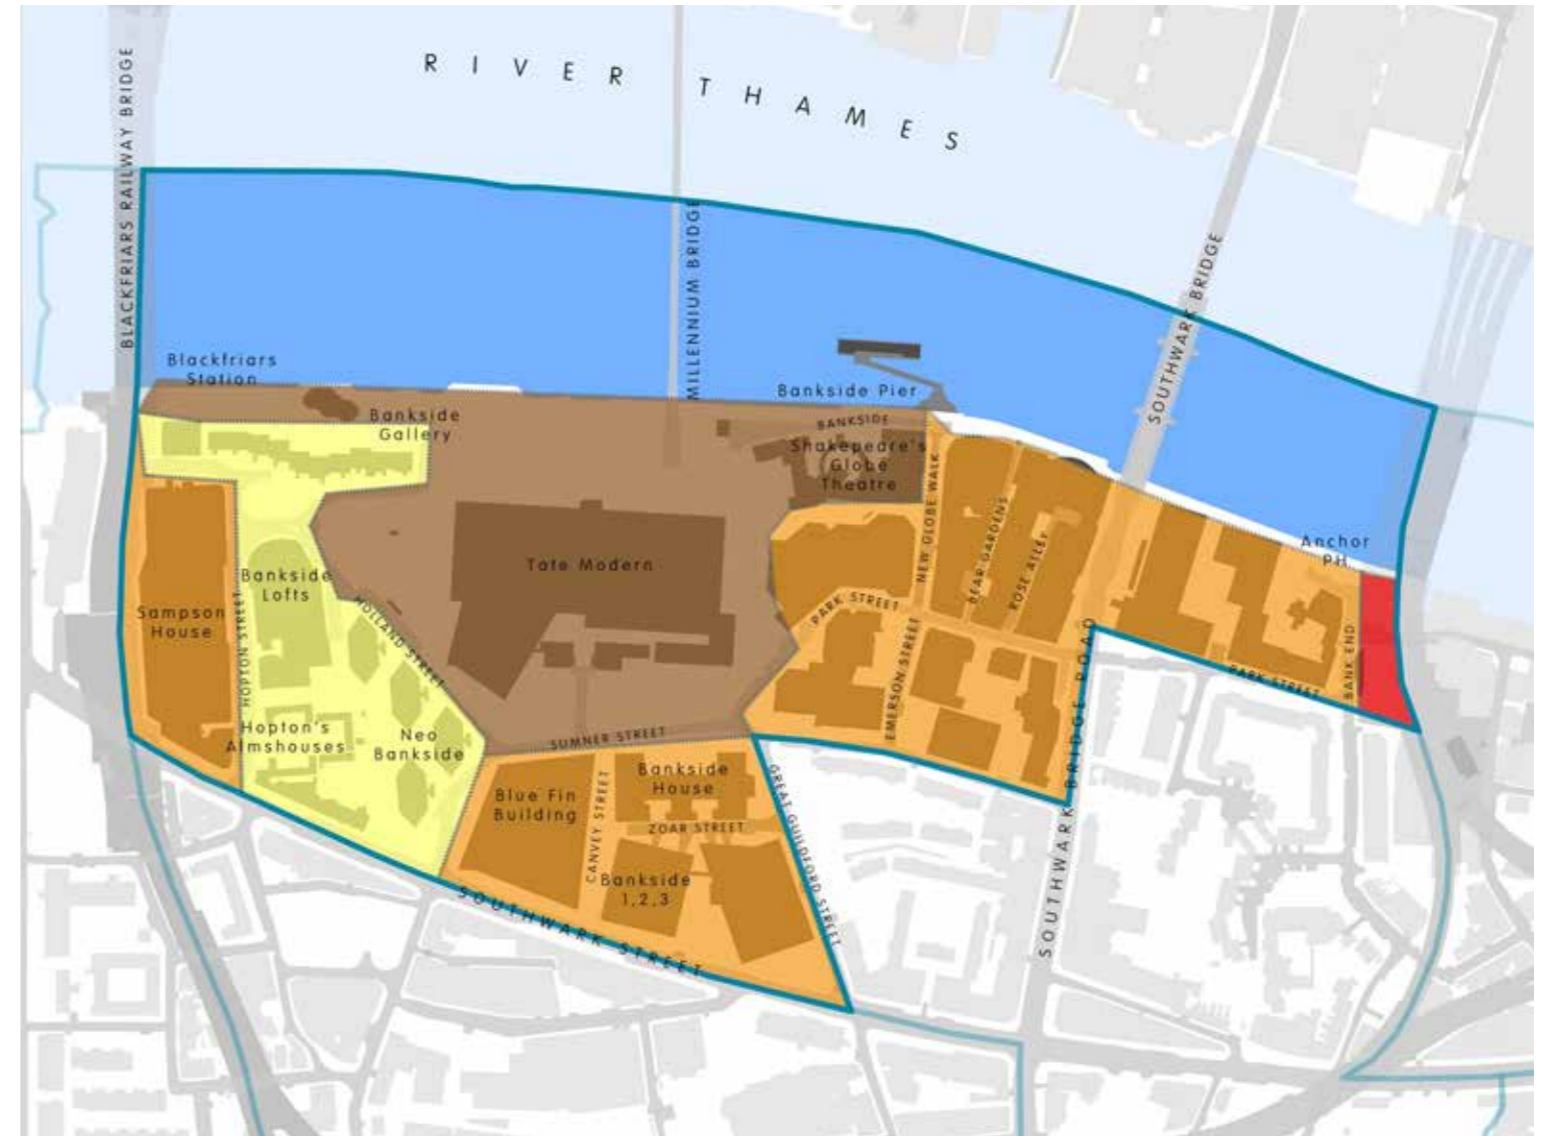 RIVER THAMES
BLACKFRIARS RAILWAY BRIDGE
MILLENNIUM BRIDGE
SOUTHWARK BRIDGE
Blackfriars
Station
Bankside
Gallery
Bankside Pier
BANKSIDE
Shakepeare's
Globe
Theatre
NEW GLOBE WALK
BEAR GARDENS
ROSE ALLEY
Anchor
PH
Tate Modern
Bankside
Lofts
Sampson
House
HOPTON STREET
HOLLAND STREET
PARK STREET
EMERSON STREET
SOUTHWARK BRIDGE ROAD
PARK STREET
BANK END
Hopton's
Almshouses
Neo
Bankside
SUMNER STREET
Blue Fin
Building
CANVEY STREET
Bankside
House
ZOAR STREET
Bankside
1,2,3
GREAT GUILDFORD STREET
SOUTHWARK STREET